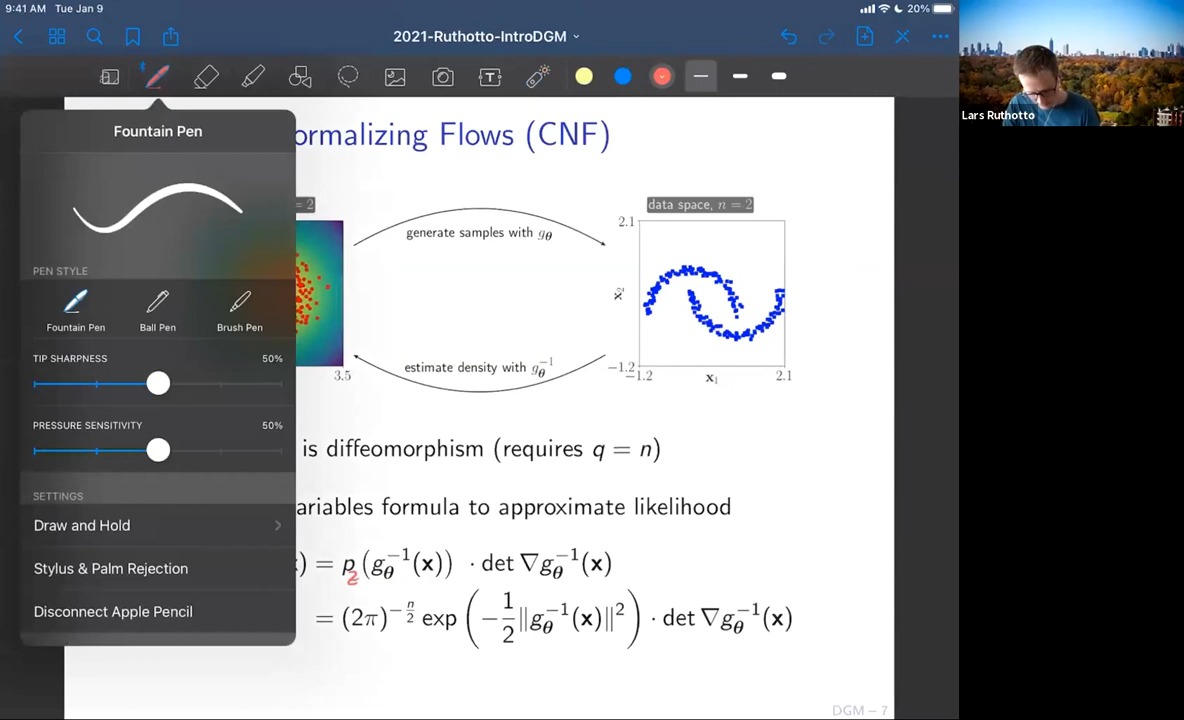 9:41 AM Tue Jan 9
20%
2021-Ruthotto-IntroDGM
Lars Ruthotto
Fountain Pen
PEN STYLE
Fountain Pen Ball Pen Brush Pen
TIP SHARPNESS 50%
PRESSURE SENSITIVITY 50%
SETTINGS
Draw and Hold
Stylus & Palm Rejection
Disconnect Apple Pencil
ormalizing Flows (CNF)
= 2
3.5
generate samples with gθ
estimate density with gθ⁻¹
data space, n = 2
2.1
x₂
−1.2
−1.2 x₁ 2.1
is diffeomorphism (requires q = n)
ariables formula to approximate likelihood
) = p_z(gθ⁻¹(x)) · det ∇gθ⁻¹(x)
= (2π)^(−n/2) exp(−1/2 ‖gθ⁻¹(x)‖²) · det ∇gθ⁻¹(x)
DGM – 7